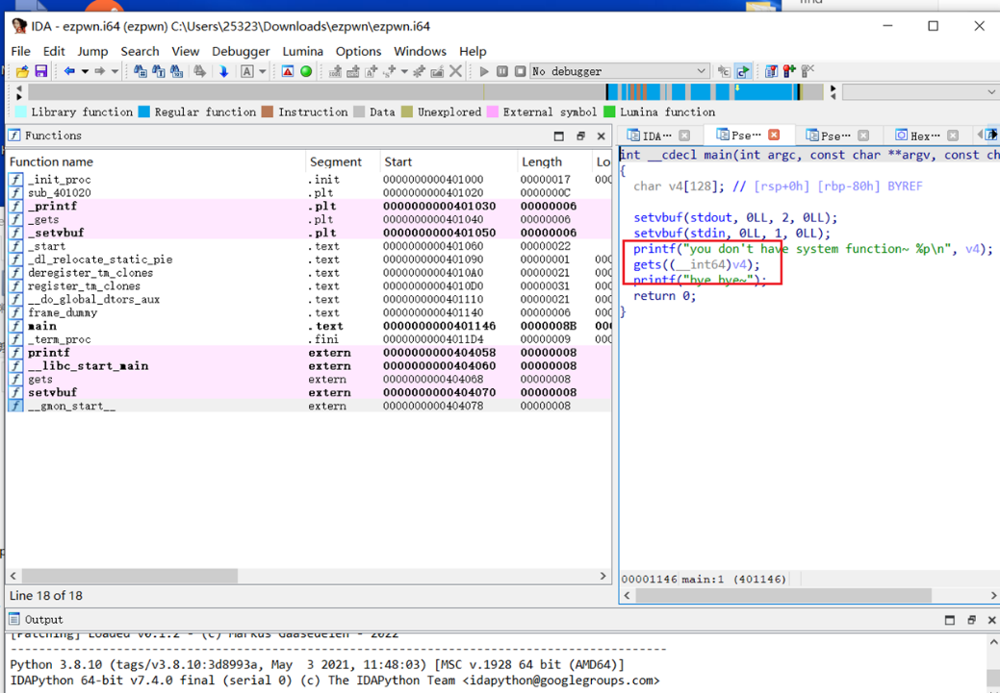 IDA - ezpwn.i64 (ezpwn) C:\Users\25323\Downloads\ezpwn\ezpwn.i64
File Edit Jump Search View Debugger Lumina Options Windows Help
No debugger
Library function Regular function Instruction Data Unexplored External symbol Lumina function
Functions
IDA… Pse… Pse… Hex…
Function name Segment Start Length Lo
_init_proc .init 0000000000401000 00000017 000
sub_401020 .plt 0000000000401020 0000000C
_printf .plt 0000000000401030 00000006
_gets .plt 0000000000401040 00000006
_setvbuf .plt 0000000000401050 00000006
_start .text 0000000000401060 00000022
_dl_relocate_static_pie .text 0000000000401090 00000001 000
deregister_tm_clones .text 00000000004010A0 00000021 000
register_tm_clones .text 00000000004010D0 00000031 000
__do_global_dtors_aux .text 0000000000401110 00000021 000
frame_dummy .text 0000000000401140 00000006 000
main .text 0000000000401146 0000008B 000
_term_proc .fini 00000000004011D4 00000009 000
printf extern 0000000000404058 00000008
__libc_start_main extern 0000000000404060 00000008
gets extern 0000000000404068 00000008
setvbuf extern 0000000000404070 00000008
__gmon_start__ extern 0000000000404078 00000008
Line 18 of 18
int __cdecl main(int argc, const char **argv, const ch
{
char v4[128]; // [rsp+0h] [rbp-80h] BYREF
setvbuf(stdout, 0LL, 2, 0LL);
setvbuf(stdin, 0LL, 1, 0LL);
printf("you don't have system function~ %p\n", v4);
gets((__int64)v4);
printf("bye bye~");
return 0;
}
00001146 main:1 (401146)
Output
[Patching] Loaded v0.1.2 - (c) Markus Gaasedelen - 2022
Python 3.8.10 (tags/v3.8.10:3d8993a, May 3 2021, 11:48:03) [MSC v.1928 64 bit (AMD64)]
IDAPython 64-bit v7.4.0 final (serial 0) (c) The IDAPython Team <idapython@googlegroups.com>